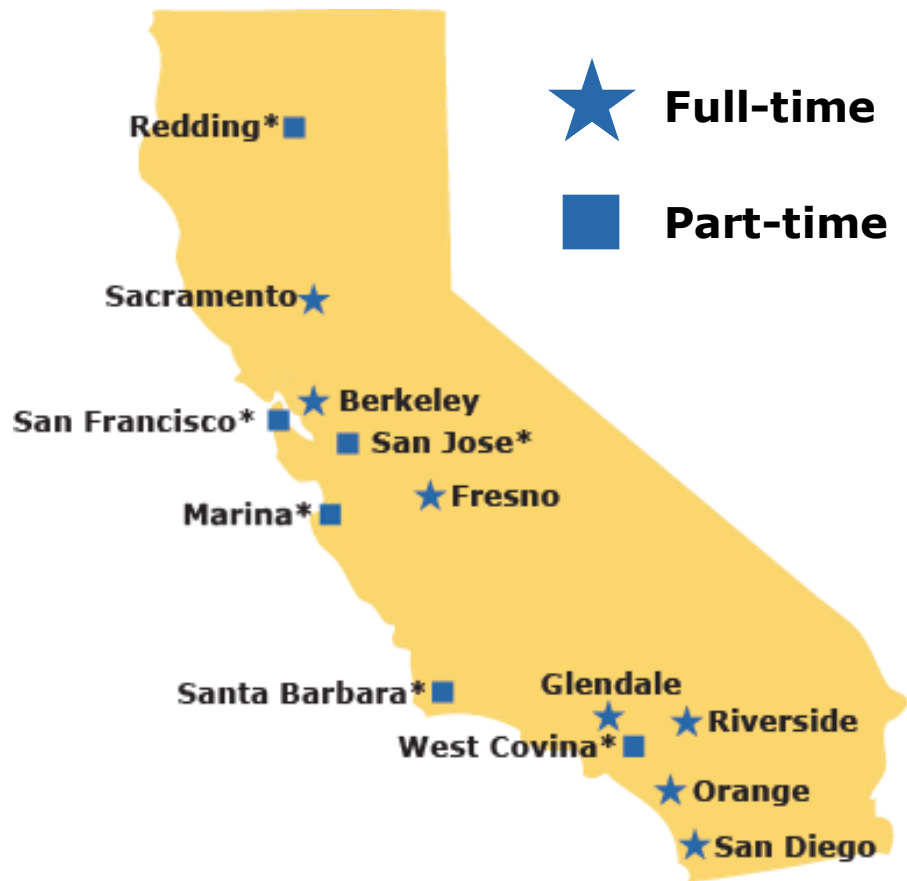 Full-time
Redding*
Part-time
Sacramento
Berkeley
San Francisco*
San Jose*
Fresno
Marina*
Glendale
Santa Barbara*
Riverside
West Covina*
Orange
San Diego